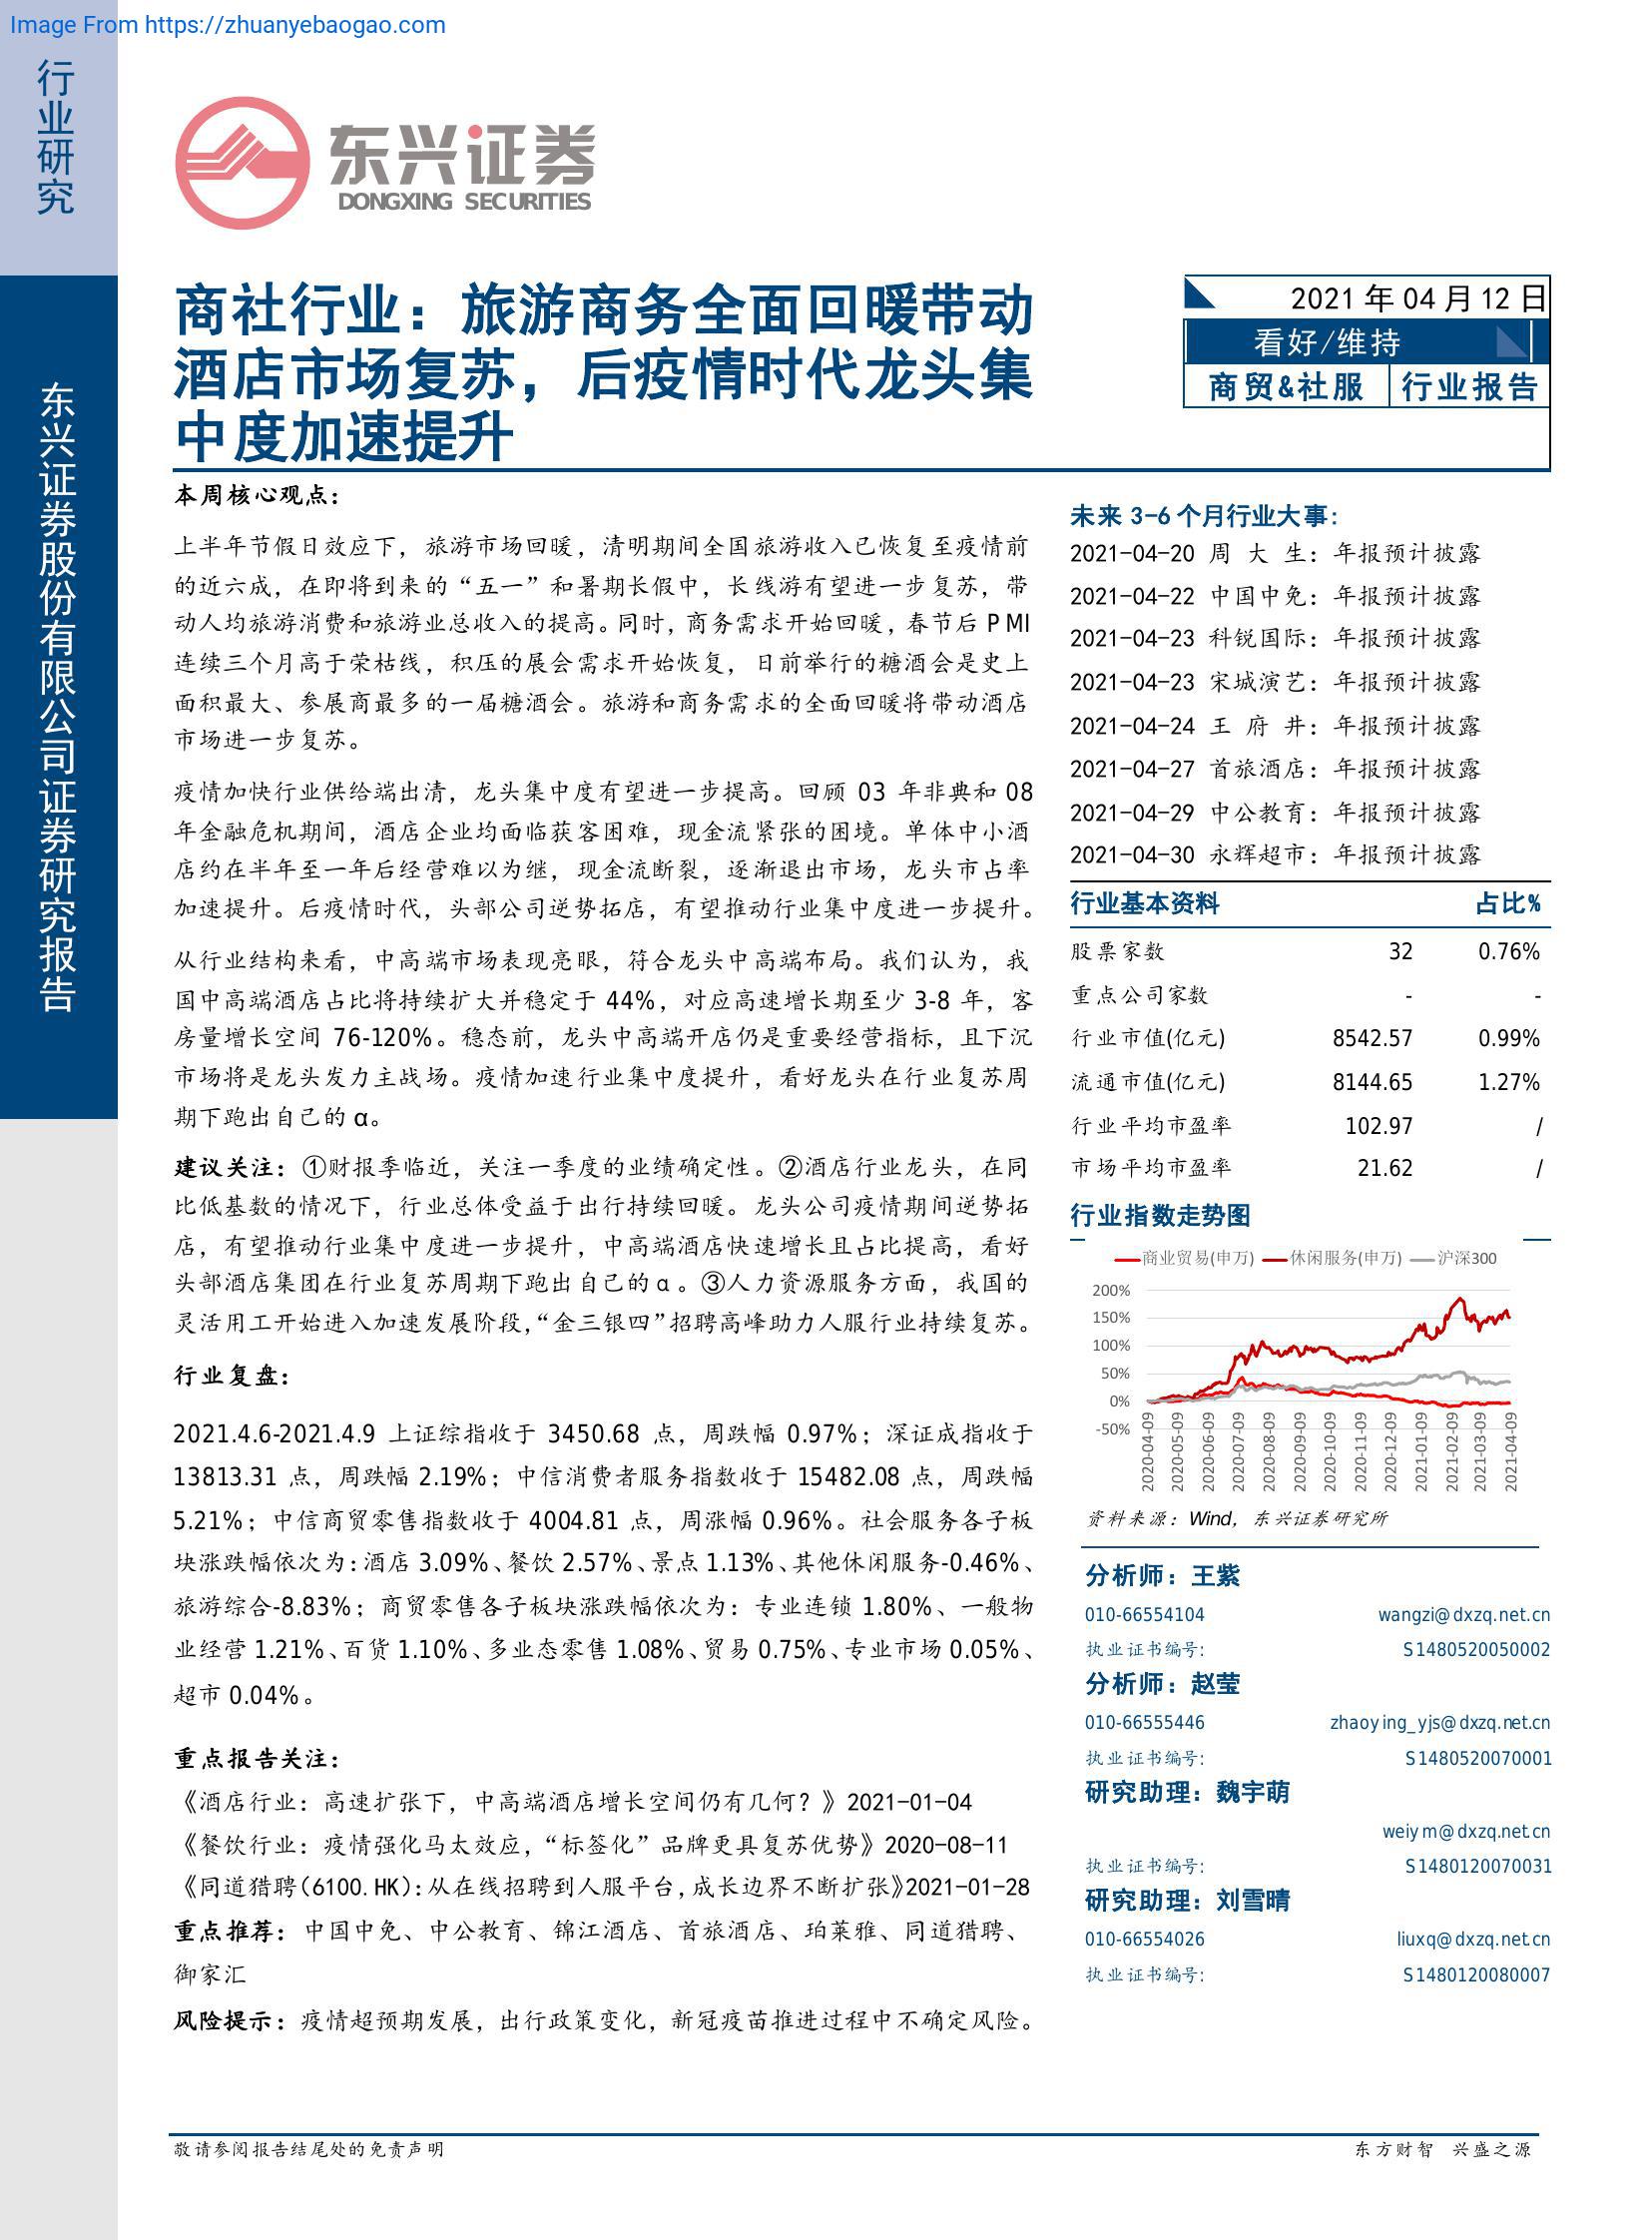 Image From https://zhuanyebaogao.com
行业研究
东兴证券股份有限公司证券研究报告
东兴证券
DONGXING SECURITIES
商社行业：旅游商务全面回暖带动
酒店市场复苏，后疫情时代龙头集
中度加速提升
2021 年 04 月 12 日
看好/维持
商贸&社服 行业报告
本周核心观点：
上半年节假日效应下，旅游市场回暖，清明期间全国旅游收入已恢复至疫情前
的近六成，在即将到来的“五一”和暑期长假中，长线游有望进一步复苏，带
动人均旅游消费和旅游业总收入的提高。同时，商务需求开始回暖，春节后 PMI
连续三个月高于荣枯线，积压的展会需求开始恢复，日前举行的糖酒会是史上
面积最大、参展商最多的一届糖酒会。旅游和商务需求的全面回暖将带动酒店
市场进一步复苏。
疫情加快行业供给端出清，龙头集中度有望进一步提高。回顾 03 年非典和 08
年金融危机期间，酒店企业均面临获客困难，现金流紧张的困境。单体中小酒
店约在半年至一年后经营难以为继，现金流断裂，逐渐退出市场，龙头市占率
加速提升。后疫情时代，头部公司逆势拓店，有望推动行业集中度进一步提升。
从行业结构来看，中高端市场表现亮眼，符合龙头中高端布局。我们认为，我
国中高端酒店占比将持续扩大并稳定于 44%，对应高速增长期至少 3-8 年，客
房量增长空间 76-120%。稳态前，龙头中高端开店仍是重要经营指标，且下沉
市场将是龙头发力主战场。疫情加速行业集中度提升，看好龙头在行业复苏周
期下跑出自己的 α。
建议关注：①财报季临近，关注一季度的业绩确定性。②酒店行业龙头，在同
比低基数的情况下，行业总体受益于出行持续回暖。龙头公司疫情期间逆势拓
店，有望推动行业集中度进一步提升，中高端酒店快速增长且占比提高，看好
头部酒店集团在行业复苏周期下跑出自己的 α。③人力资源服务方面，我国的
灵活用工开始进入加速发展阶段，“金三银四”招聘高峰助力人服行业持续复苏。
行业复盘：
2021.4.6-2021.4.9 上证综指收于 3450.68 点，周跌幅 0.97%；深证成指收于
13813.31 点，周跌幅 2.19%；中信消费者服务指数收于 15482.08 点，周跌幅
5.21%；中信商贸零售指数收于 4004.81 点，周涨幅 0.96%。社会服务各子板
块涨跌幅依次为：酒店 3.09%、餐饮 2.57%、景点 1.13%、其他休闲服务-0.46%、
旅游综合-8.83%；商贸零售各子板块涨跌幅依次为：专业连锁 1.80%、一般物
业经营 1.21%、百货 1.10%、多业态零售 1.08%、贸易 0.75%、专业市场 0.05%、
超市 0.04%。
重点报告关注：
《酒店行业：高速扩张下，中高端酒店增长空间仍有几何？》2021-01-04
《餐饮行业：疫情强化马太效应，“标签化”品牌更具复苏优势》2020-08-11
《同道猎聘（6100.HK）：从在线招聘到人服平台，成长边界不断扩张》2021-01-28
重点推荐：中国中免、中公教育、锦江酒店、首旅酒店、珀莱雅、同道猎聘、
御家汇
风险提示：疫情超预期发展，出行政策变化，新冠疫苗推进过程中不确定风险。
未来 3-6 个月行业大事：
2021-04-20 周 大 生：年报预计披露
2021-04-22 中国中免：年报预计披露
2021-04-23 科锐国际：年报预计披露
2021-04-23 宋城演艺：年报预计披露
2021-04-24 王 府 井：年报预计披露
2021-04-27 首旅酒店：年报预计披露
2021-04-29 中公教育：年报预计披露
2021-04-30 永辉超市：年报预计披露
行业基本资料 占比%
股票家数 32 0.76%
重点公司家数 - -
行业市值(亿元) 8542.57 0.99%
流通市值(亿元) 8144.65 1.27%
行业平均市盈率 102.97 /
市场平均市盈率 21.62 /
行业指数走势图
商业贸易(申万) 休闲服务(申万) 沪深300
200%
150%
100%
50%
0%
-50%
2020-04-09 2020-05-09 2020-06-09 2020-07-09 2020-08-09 2020-09-09 2020-10-09 2020-11-09 2020-12-09 2021-01-09 2021-02-09 2021-03-09 2021-04-09
资料来源：Wind，东兴证券研究所
分析师：王紫
010-66554104 wangzi@dxzq.net.cn
执业证书编号: S1480520050002
分析师：赵莹
010-66555446 zhaoying_yjs@dxzq.net.cn
执业证书编号: S1480520070001
研究助理：魏宇萌
weiym@dxzq.net.cn
执业证书编号: S1480120070031
研究助理：刘雪晴
010-66554026 liuxq@dxzq.net.cn
执业证书编号: S1480120080007
敬请参阅报告结尾处的免责声明
东方财智 兴盛之源